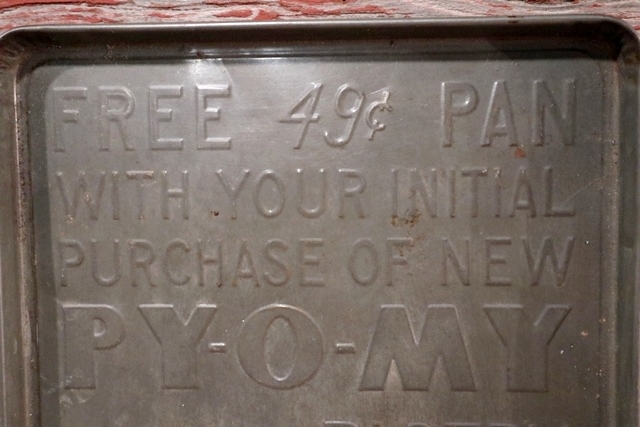 FREE 49¢ PAN
WITH YOUR INITIAL
PURCHASE OF NEW
PY-O-MY